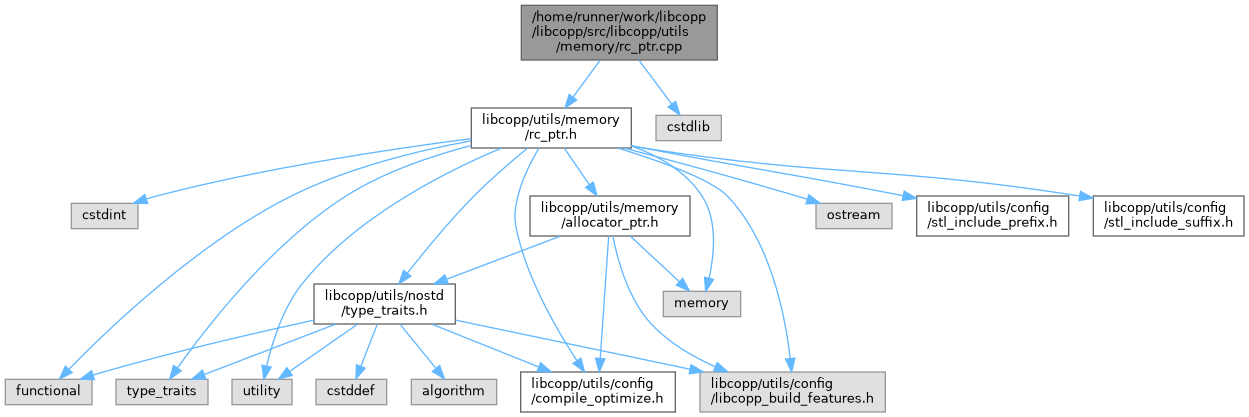 /home/runner/work/libcopp
/libcopp/src/libcopp/utils
/memory/rc_ptr.cpp
libcopp/utils/memory
/rc_ptr.h
cstdlib
cstdint
libcopp/utils/memory
/allocator_ptr.h
ostream
libcopp/utils/config
/stl_include_prefix.h
libcopp/utils/config
/stl_include_suffix.h
libcopp/utils/nostd
/type_traits.h
memory
functional
type_traits
utility
cstddef
algorithm
libcopp/utils/config
/compile_optimize.h
libcopp/utils/config
/libcopp_build_features.h